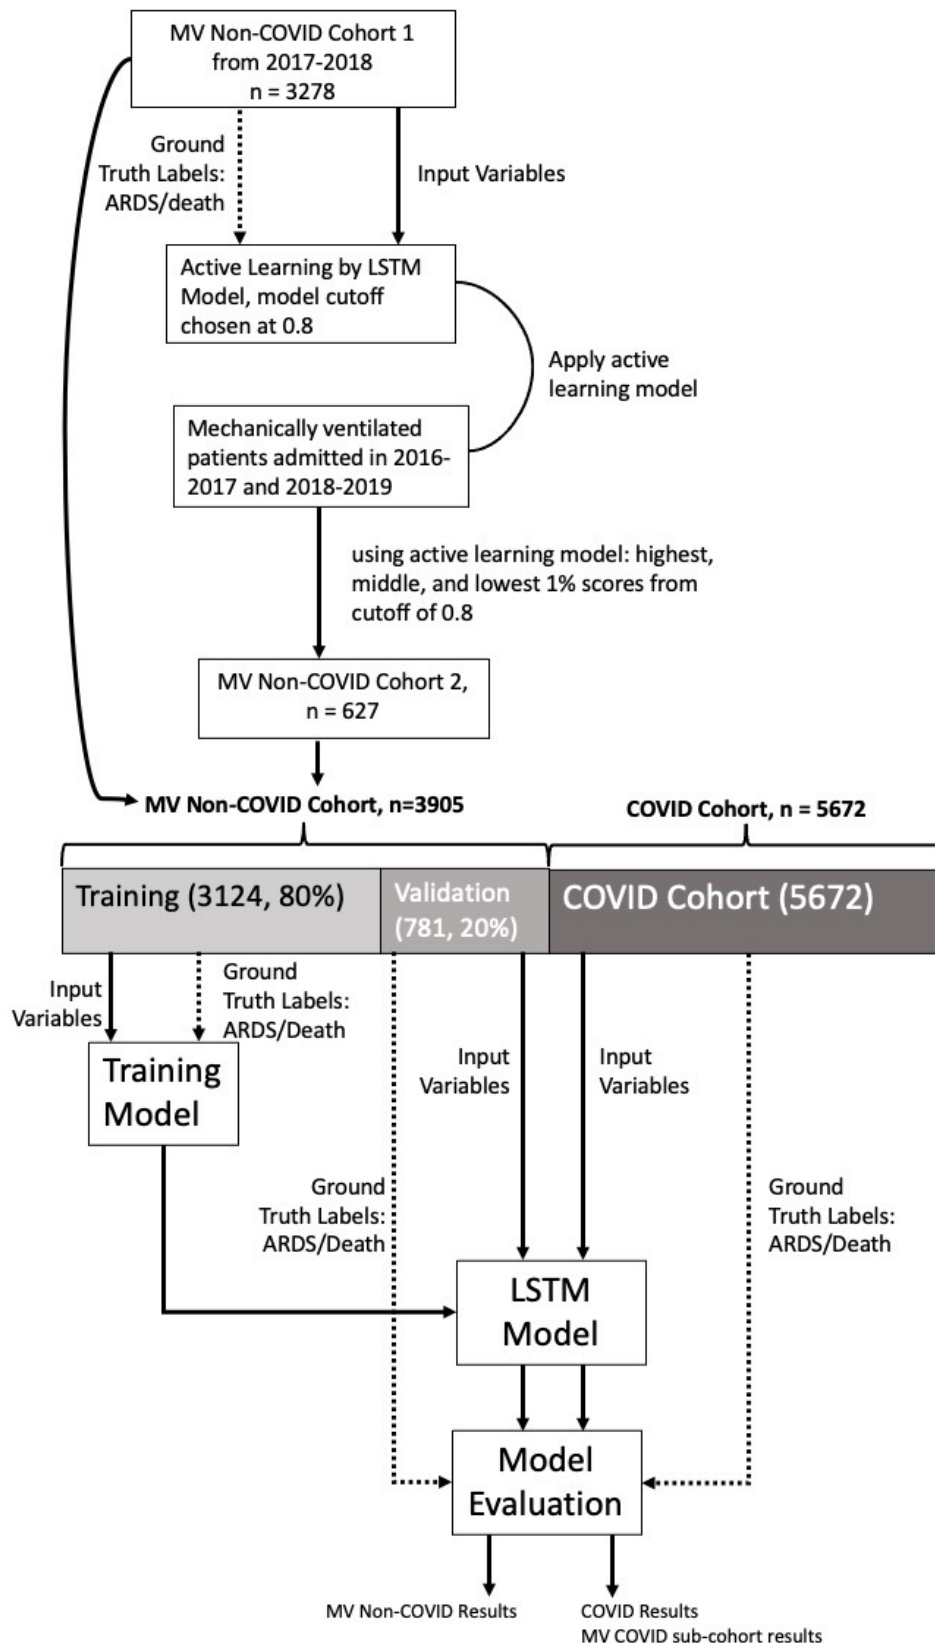 MV Non-COVID Cohort 1
from 2017-2018
n = 3278
Ground
Truth Labels:
ARDS/death
Input Variables
Active Learning by LSTM
Model, model cutoff
chosen at 0.8
Apply active
learning model
Mechanically ventilated
patients admitted in 2016-
2017 and 2018-2019
using active learning model: highest,
middle, and lowest 1% scores from
cutoff of 0.8
MV Non-COVID Cohort 2,
n = 627
MV Non-COVID Cohort, n=3905
COVID Cohort, n = 5672
Training (3124, 80%)
Validation
(781, 20%)
COVID Cohort (5672)
Input
Variables
Ground
Truth Labels:
ARDS/Death
Training
Model
Input
Variables
Input
Variables
Ground
Truth Labels:
ARDS/Death
Ground
Truth Labels:
ARDS/Death
LSTM
Model
Model
Evaluation
MV Non-COVID Results
COVID Results
MV COVID sub-cohort results